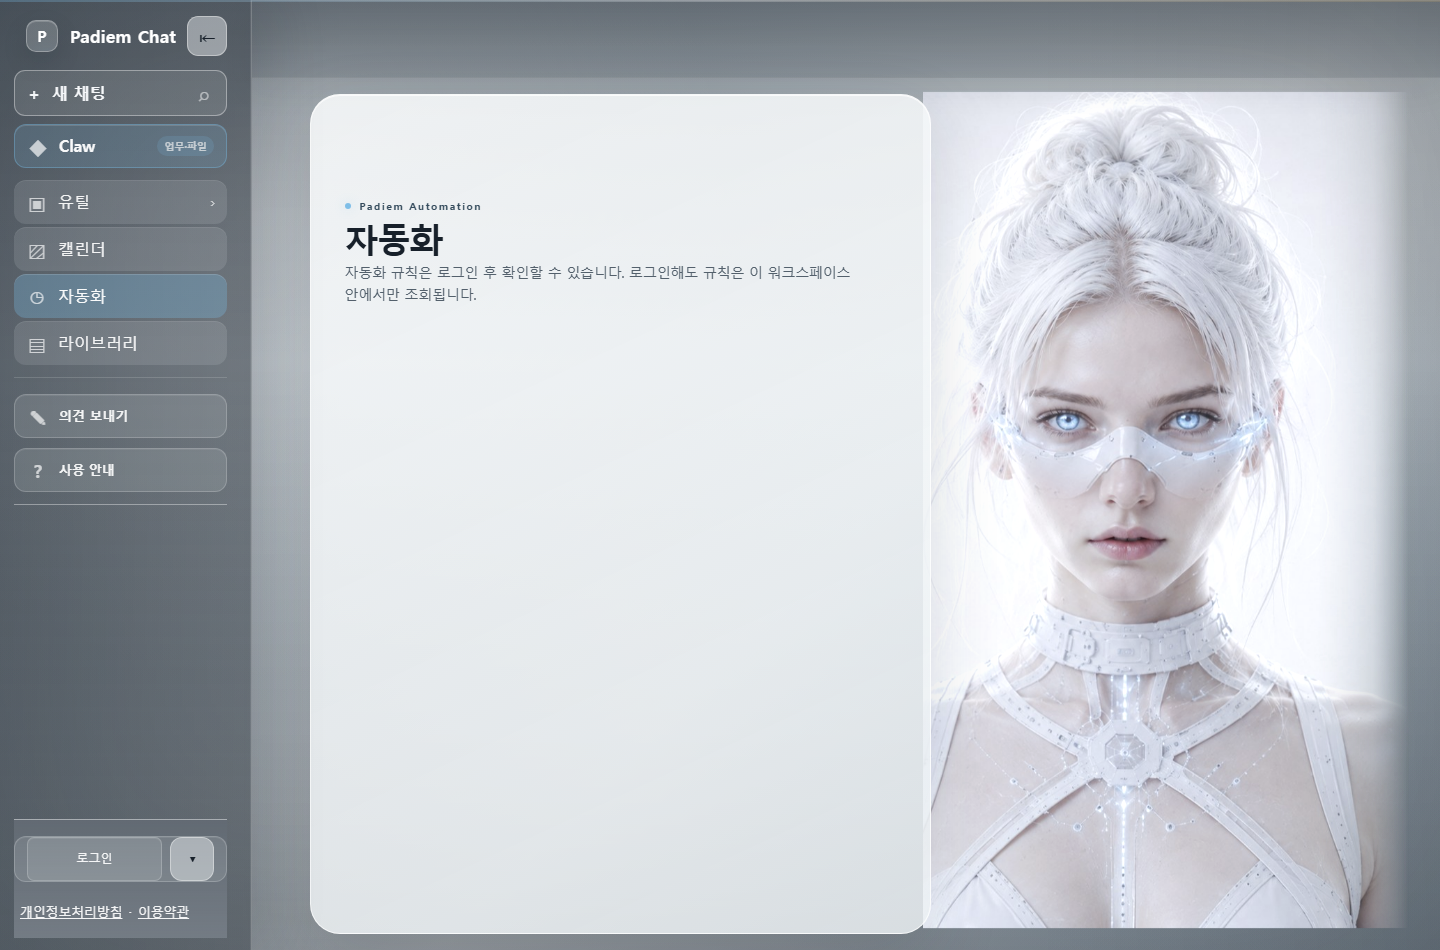 P Padiem Chat
+ 새 채팅
Claw 업무·파일
유틸
캘린더
자동화
라이브러리
의견 보내기
? 사용 안내
로그인
개인정보처리방침 · 이용약관
Padiem Automation
자동화
자동화 규칙은 로그인 후 확인할 수 있습니다. 로그인해도 규칙은 이 워크스페이스
안에서만 조회됩니다.